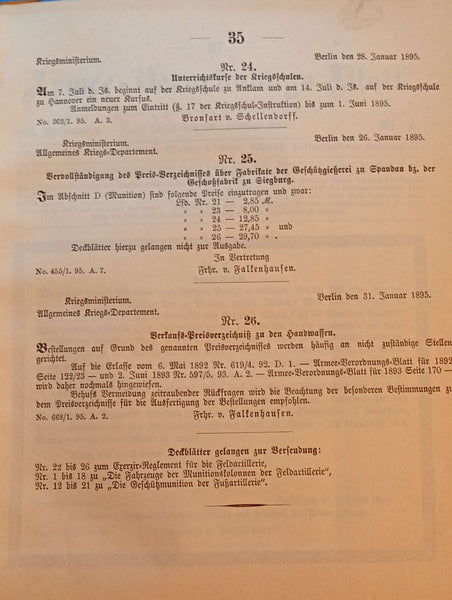 — 35 —
Kriegsministerium. Berlin den 28. Januar 1895.
Nr. 24.
Unterrichtskurse der Kriegsschulen.
Am 7. Juli d. Js. beginnt auf der Kriegsschule zu Anklam und am 14. Juli d. Js. auf der Kriegsschule
zu Hannover ein neuer Kursus.
Anmeldungen zum Eintritt (§. 17 der Kriegsschul-Instruktion) bis zum 1. Juni 1895.
No. 362/1. 95. A. 3. Bronsart v. Schellendorff.
Kriegsministerium. Berlin den 26. Januar 1895.
Allgemeines Kriegs-Departement.
Nr. 25.
Vervollständigung des Preis-Verzeichnisses über Fabrikate der Geschützgießerei zu Spandau bz. der
Geschoßfabrik zu Siegburg.
Im Abschnitt D (Munition) sind folgende Preise einzutragen und zwar:
Lfd. Nr. 21 — 2,85 M.
" " 23 — 8,00 " .
" " 24 — 12,85 " .
" " 25 — 27,45 " und
" " 26 — 29,70 " .
Deckblätter hierzu gelangen nicht zur Ausgabe.
In Vertretung
No. 455/1. 95. A. 7. Frhr. v. Falkenhausen.
Kriegsministerium. Berlin den 31. Januar 1895.
Allgemeines Kriegs-Departement.
Nr. 26.
Verkaufs-Preisverzeichniß zu den Handwaffen.
Bestellungen auf Grund des genannten Preisverzeichnisses werden häufig an nicht zuständige Stellen
gerichtet.
Auf die Erlasse vom 6. Mai 1892 Nr. 619/4. 92. D. 1. — Armee-Verordnungs-Blatt für 1892
Seite 122/23 — und 2. Juni 1893 Nr. 597/5. 93. A. 2. — Armee-Verordnungs-Blatt für 1893 Seite 170 —
wird daher nochmals hingewiesen.
Behufs Vermeidung zeitraubender Rückfragen wird die Beachtung der besonderen Bestimmungen zu
dem Preisverzeichnisse für die Ausfertigung der Bestellungen empfohlen.
No. 668/1. 95. A. 2. Frhr. v. Falkenhausen.
Deckblätter gelangen zur Versendung:
Nr. 22 bis 26 zum Exerzir-Reglement für die Feldartillerie,
Nr. 1 bis 18 zu „Die Fahrzeuge der Munitionskolonnen der Feldartillerie",
Nr. 12 bis 21 zu „Die Geschützmunition der Fußartillerie".